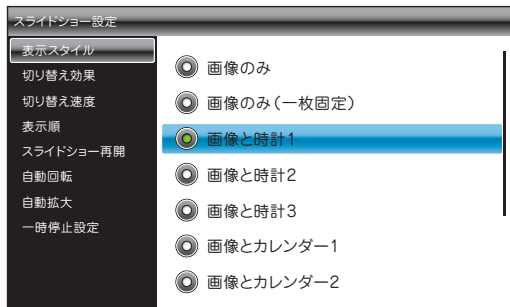 スライドショー設定
表示スタイル
切り替え効果
切り替え速度
表示順
スライドショー再開
自動回転
自動拡大
一時停止設定
画像のみ
画像のみ（一枚固定）
画像と時計1
画像と時計2
画像と時計3
画像とカレンダー1
画像とカレンダー2